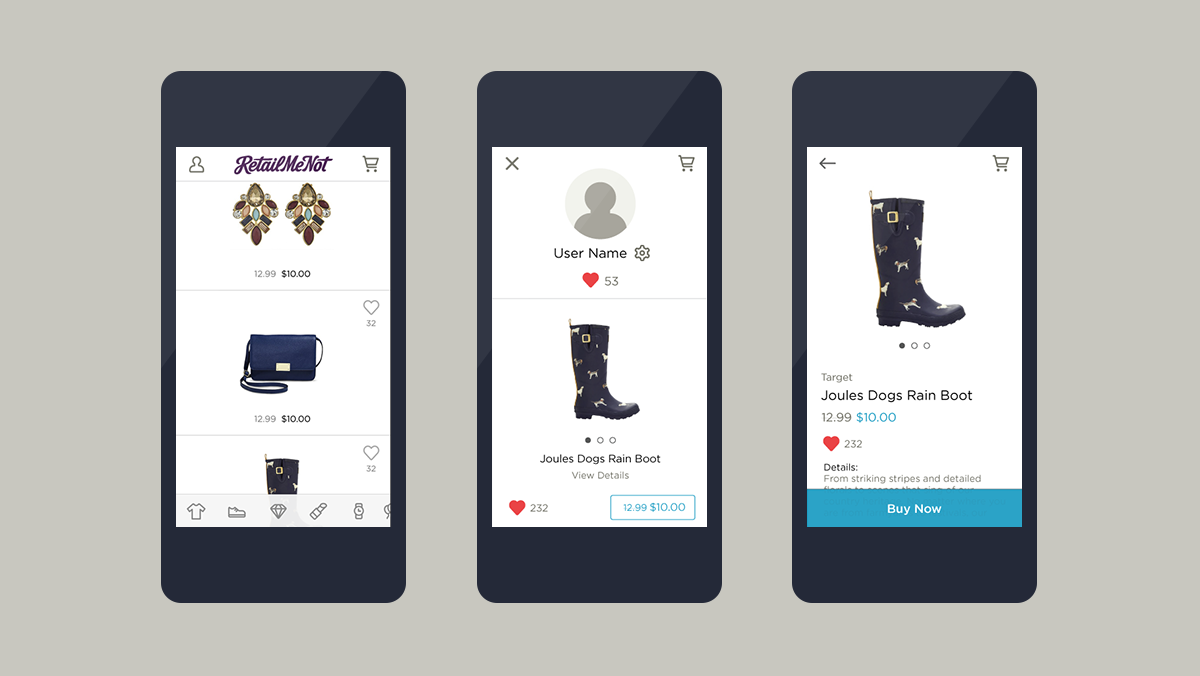 RetailMeNot
12.99 $10.00
32
12.99 $10.00
32
User Name
53
Joules Dogs Rain Boot
View Details
232
12.99 $10.00
Target
Joules Dogs Rain Boot
12.99 $10.00
232
Details:
From striking stripes and detailed
Buy Now